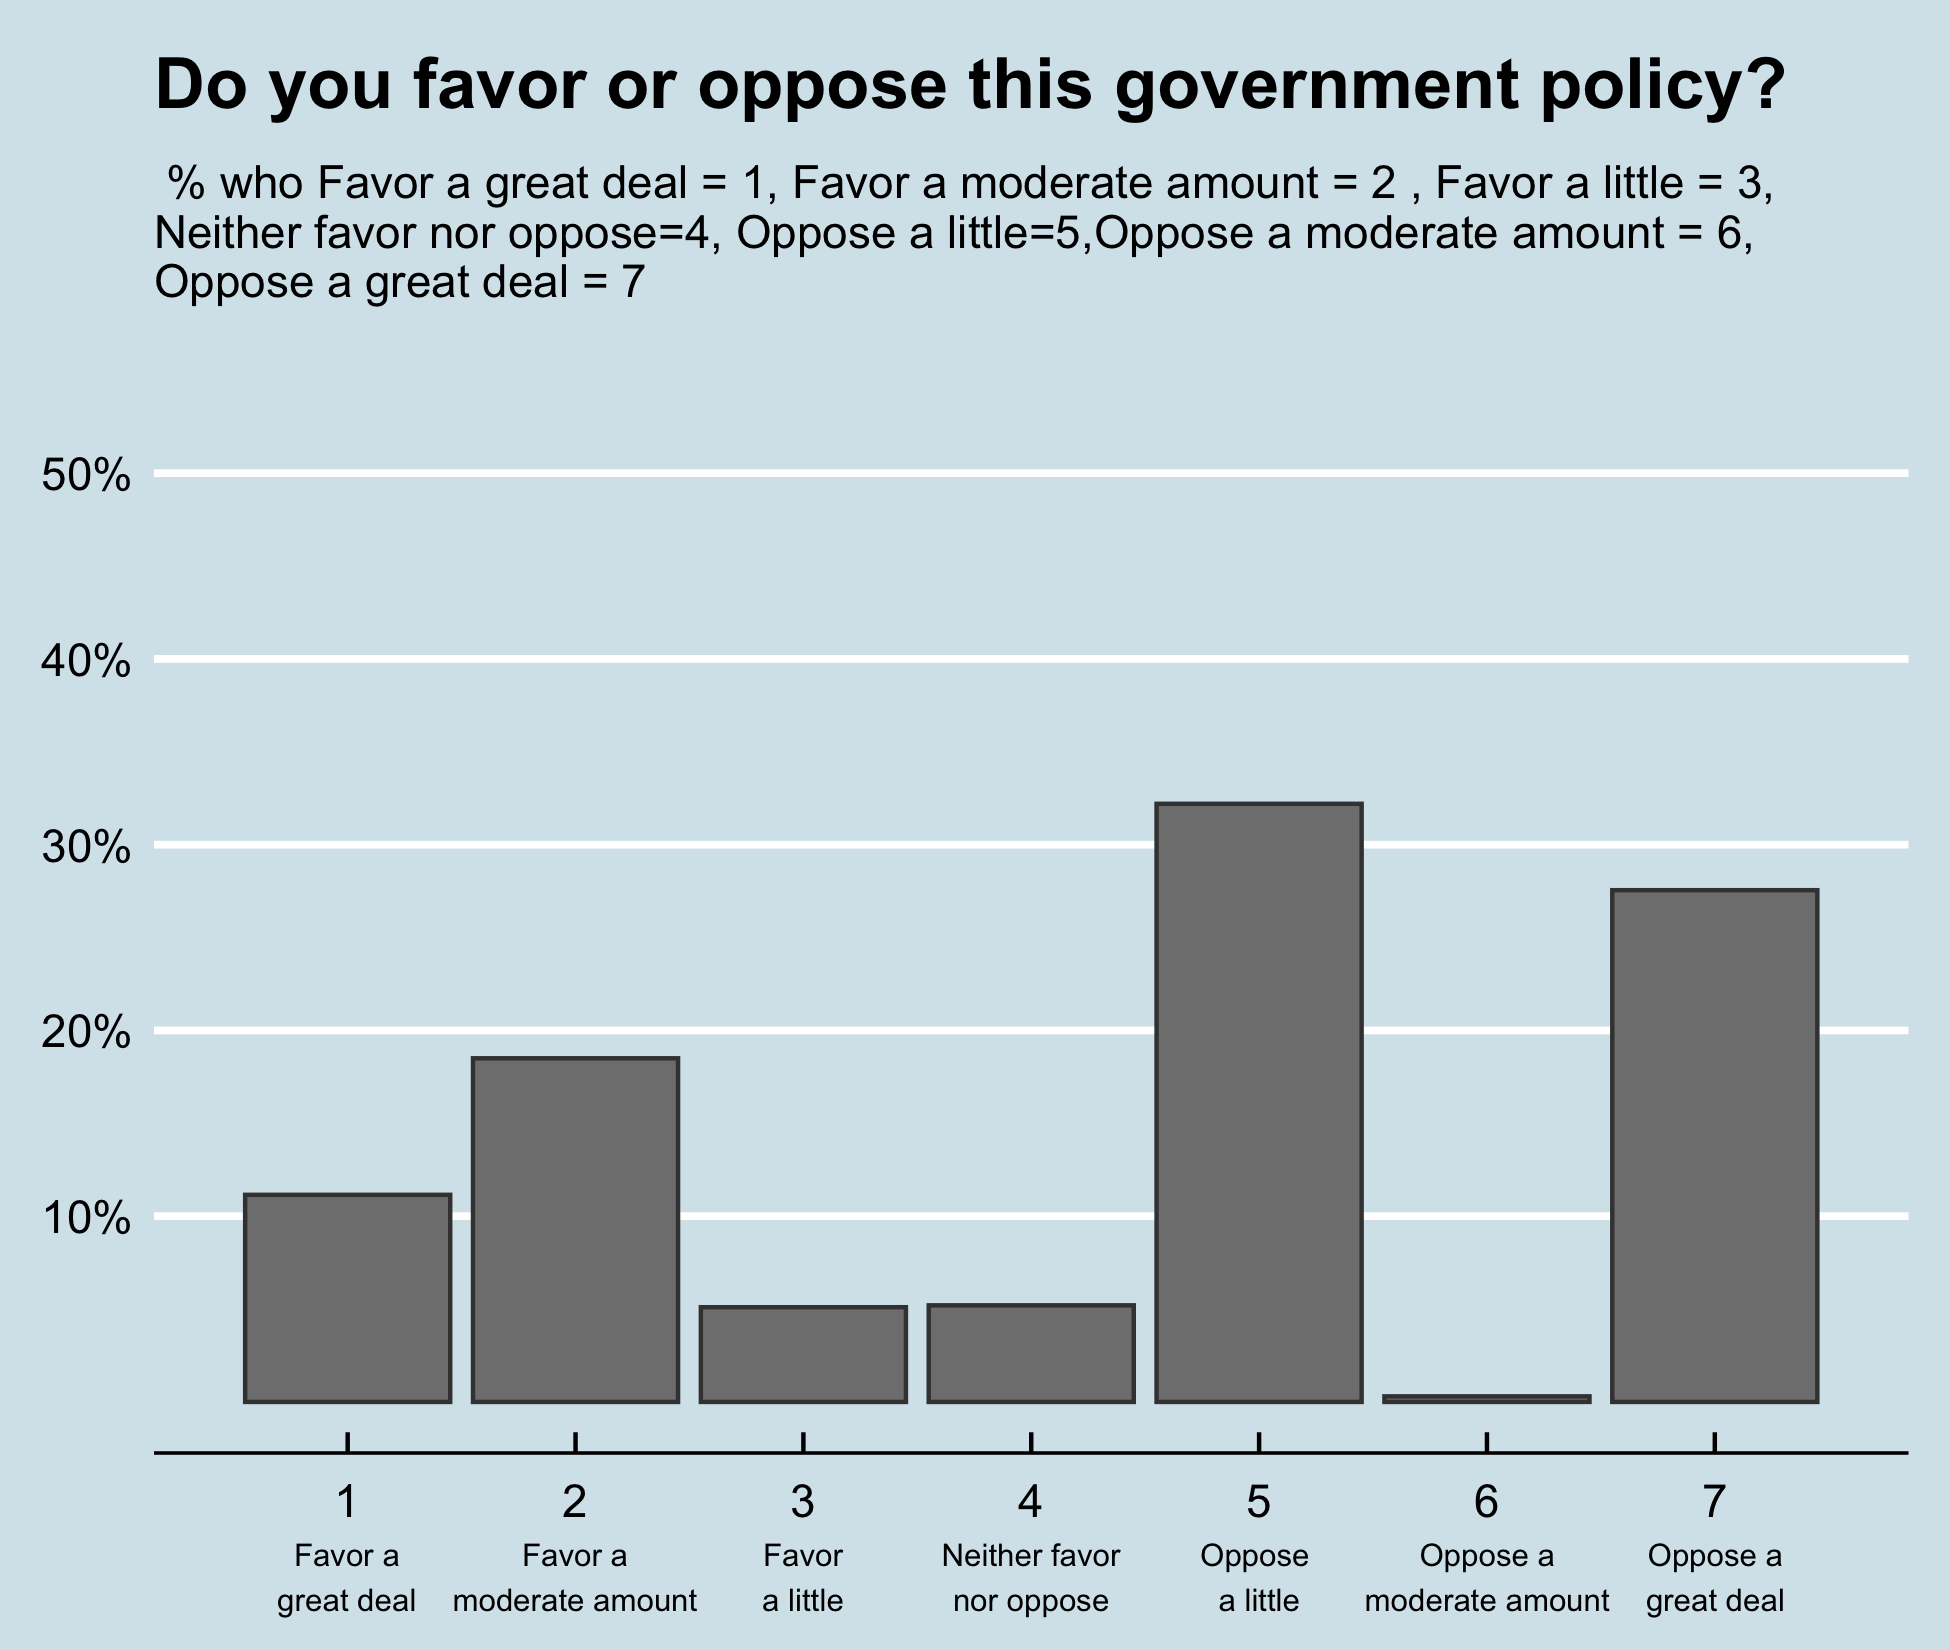 Do you favor or oppose this government policy?
% who Favor a great deal = 1, Favor a moderate amount = 2 , Favor a little = 3,
Neither favor nor oppose=4, Oppose a little=5,Oppose a moderate amount = 6,
Oppose a great deal = 7
50%
40%
30%
20%
10%
1 2 3 4 5 6 7
Favor a Favor a Favor Neither favor Oppose Oppose a Oppose a
great deal moderate amount a little nor oppose a little moderate amount great deal